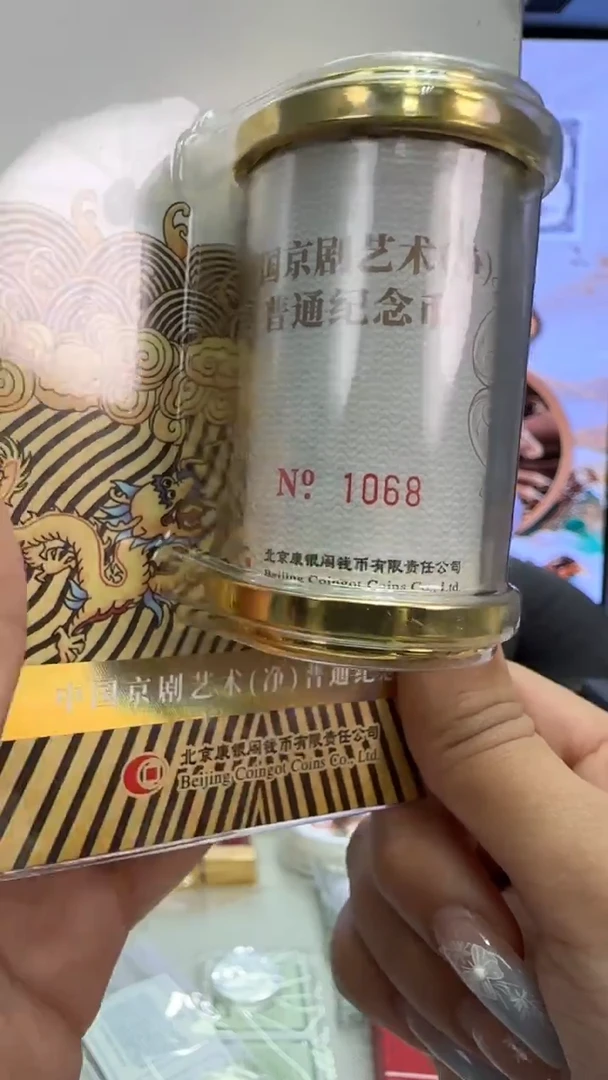 国京剧艺术(净)
普通纪念币
Nº 1068
北京康银阁钱币有限责任公司
Beijing Coingot Coins Co., Ltd
中国京剧艺术(净)普通纪念
北京康银阁钱币有限责任公司
Beijing Coingot Coins Co., Ltd.